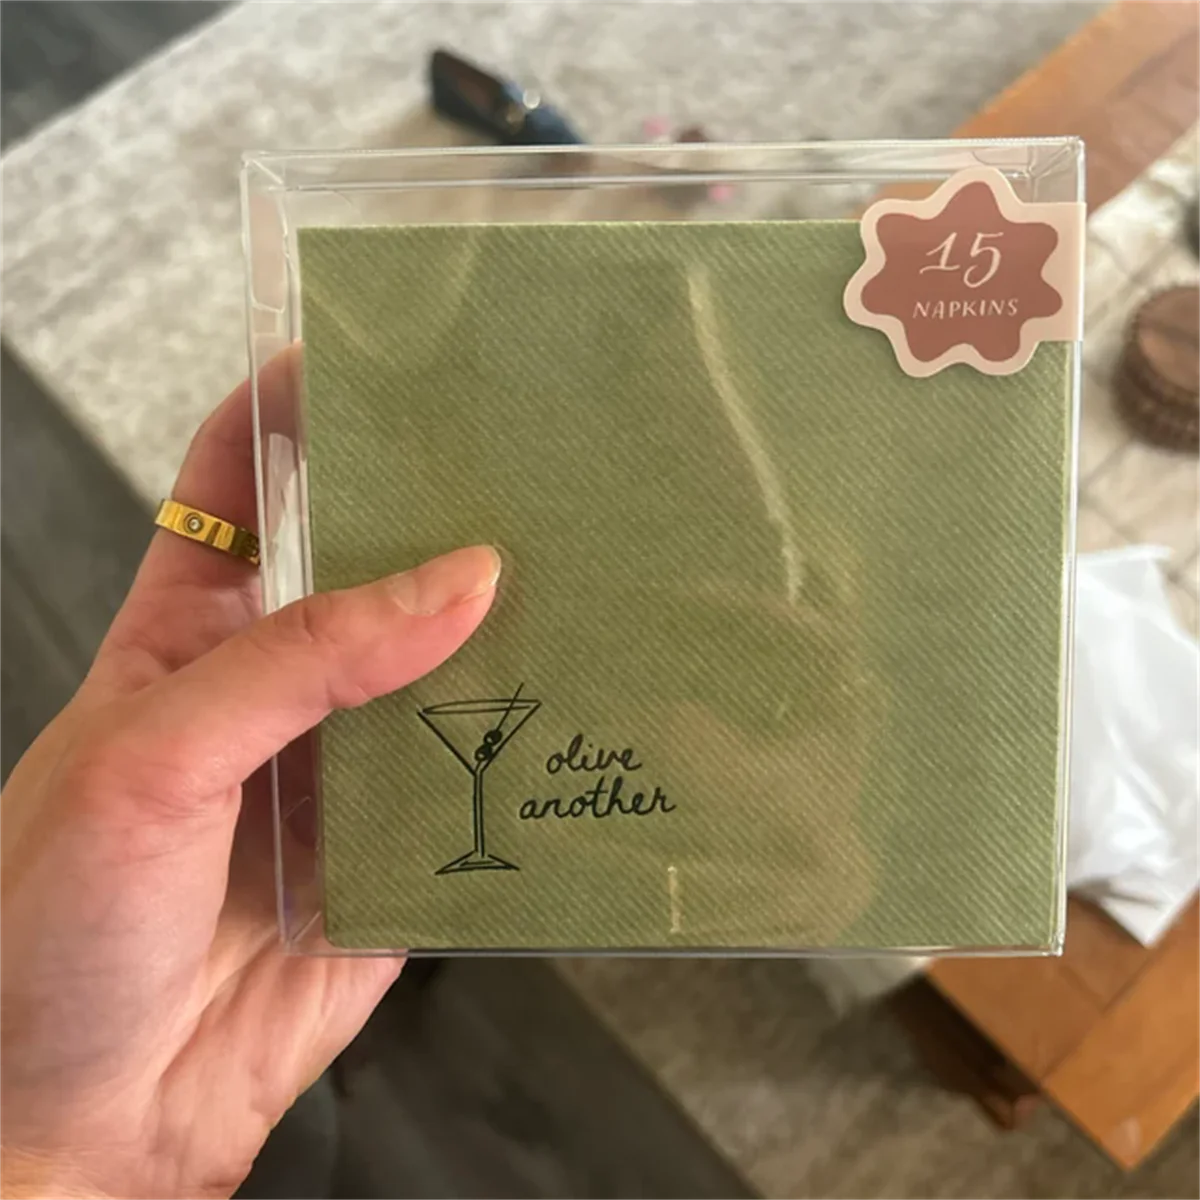 15
NAPKINS
olive
another